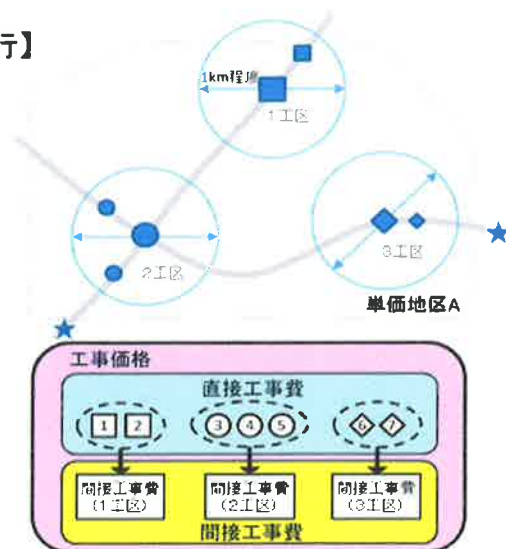 行】
1km程度
1工区
2工区
3工区
単価地区A
工事価格
直接工事費
1 2 3 4 5 6 7
間接工事費 間接工事費 間接工事費
(1工区) (2工区) (3工区)
間接工事費